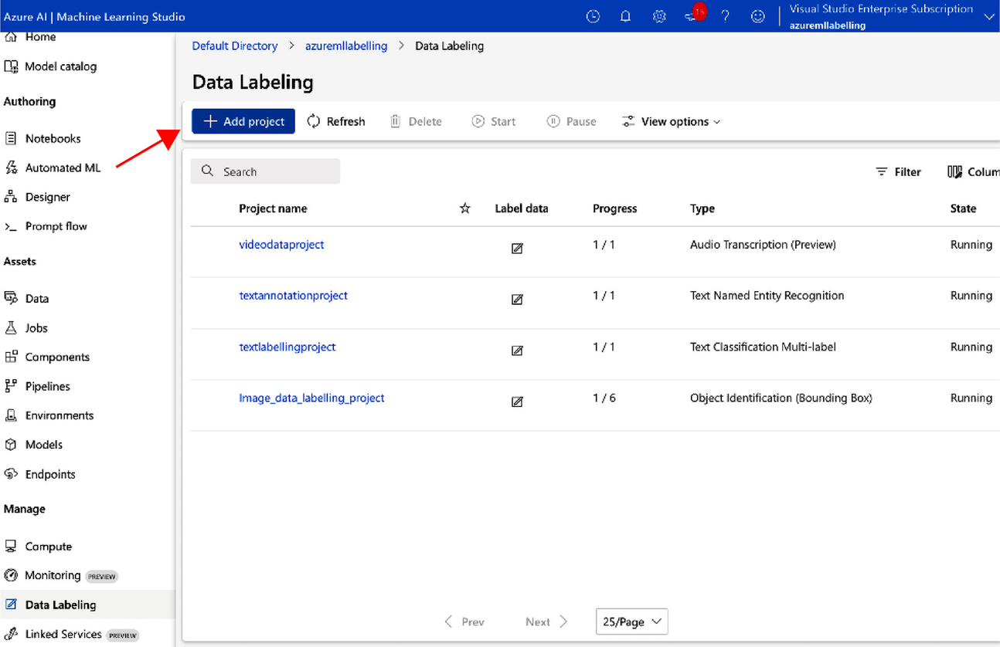 Azure AI | Machine Learning Studio
15
?
Visual Studio Enterprise Subscription
azuremllabelling
Home
Model catalog
Authoring
Notebooks
Automated ML
Designer
Prompt flow
Assets
Data
Jobs
Components
Pipelines
Environments
Models
Endpoints
Manage
Compute
Monitoring PREVIEW
Data Labeling
Linked Services PREVIEW
Default Directory > azuremllabelling > Data Labeling
Data Labeling
+ Add project Refresh Delete Start Pause View options
Search Filter Colum
Project name Label data Progress Type State
videodataproject 1 / 1 Audio Transcription (Preview) Running
textannotationproject 1 / 1 Text Named Entity Recognition Running
textlabellingproject 1 / 1 Text Classification Multi-label Running
Image_data_labelling_project 1 / 6 Object Identification (Bounding Box) Running
< Prev Next > 25/Page